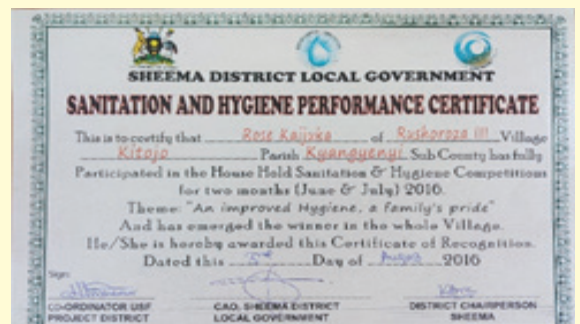 SHEEMA DISTRICT LOCAL GOVERNMENT
SANITATION AND HYGIENE PERFORMANCE CERTIFICATE
This is to certify that Rose Kajjyka of Ryshoroza III Village
Kitojo Parish Kyangyenyi Sub County has fully
Participated in the House Hold Sanitation & Hygiene Competitions
for two months (June & July) 2016.
Theme: "An improved Hygiene, a family's pride"
And has emerged the winner in the whole Village.
He/She is hereby awarded this Certificate of Recognition.
Dated this 5th Day of August 2016
Sign:
CO-ORDINATOR USF CAO, SHEEMA DISTRICT DISTRICT CHAIRPERSON
PROJECT DISTRICT LOCAL GOVERNMENT SHEEMA